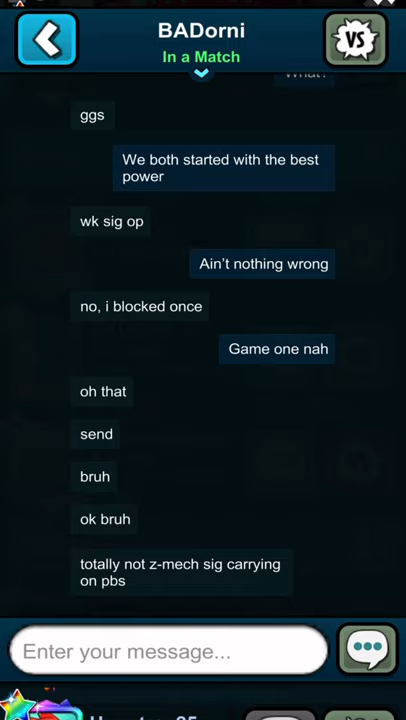 BADorni
VS
In a Match
What?
ggs
We both started with the best
power
wk sig op
Ain't nothing wrong
no, i blocked once
Game one nah
oh that
send
bruh
ok bruh
totally not z-mech sig carrying
on pbs
Enter your message...